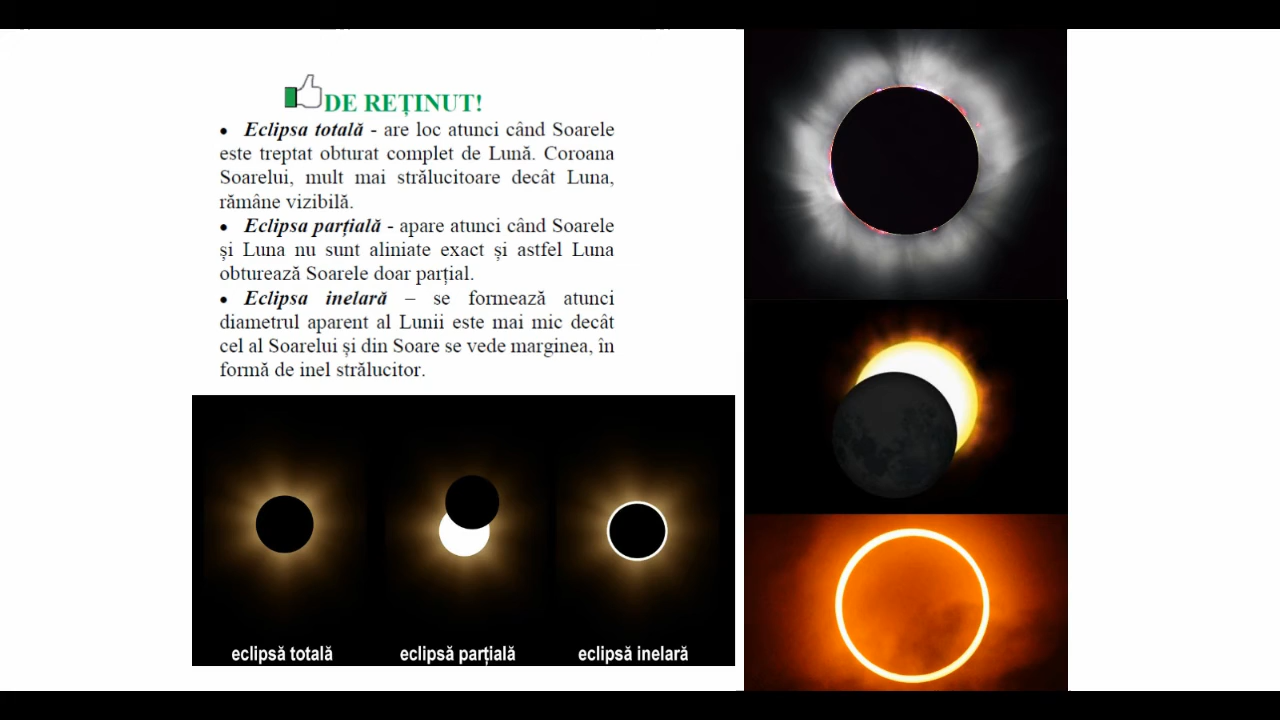 DE REȚINUT!
• Eclipsa totală - are loc atunci când Soarele
este treptat obturat complet de Lună. Coroana
Soarelui, mult mai strălucitoare decât Luna,
rămâne vizibilă.
• Eclipsa parțială - apare atunci când Soarele
și Luna nu sunt aliniate exact și astfel Luna
obturează Soarele doar parțial.
• Eclipsa inelară – se formează atunci
diametrul aparent al Lunii este mai mic decât
cel al Soarelui și din Soare se vede marginea, în
formă de inel strălucitor.
eclipsă totală
eclipsă parțială
eclipsă inelară